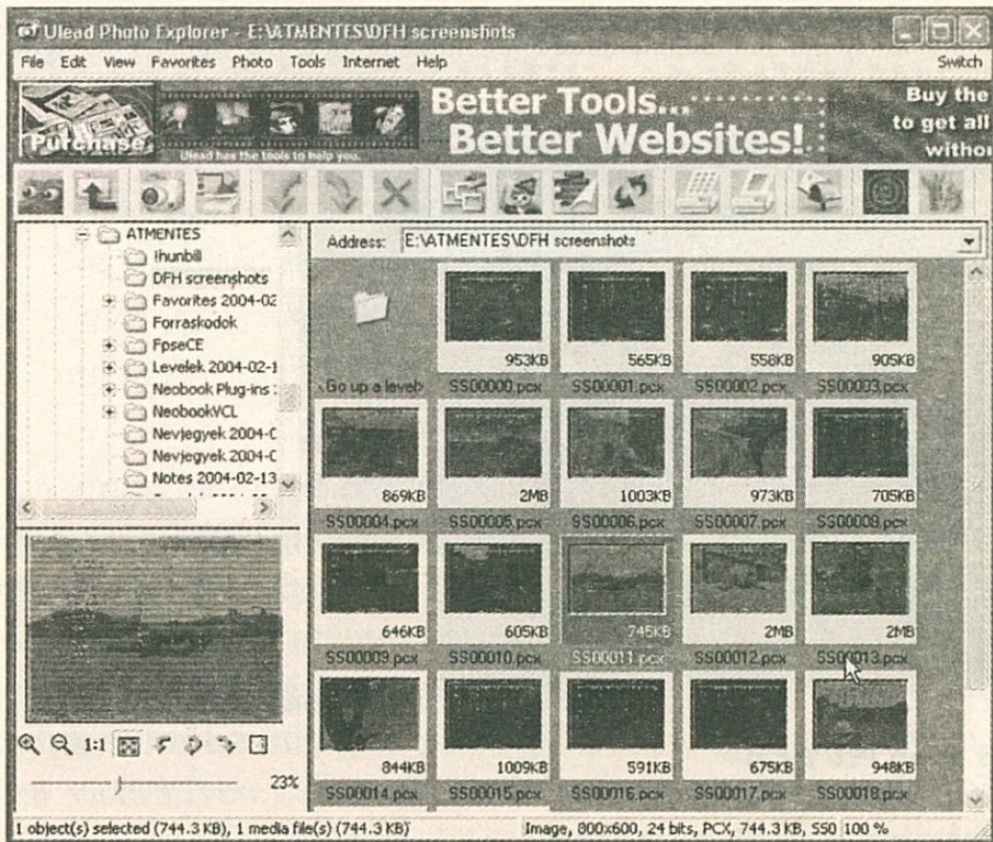 Ulead Photo Explorer - E:\ATMENTES\DFH screenshots
File Edit View Favorites Photo Tools Internet Help Switch
Purchase
Ulead has the tools to help you.
Better Tools...
Better Websites!
Buy the
to get all
witho
ATMENTES
!hunbill
DFH screenshots
Favorites 2004-02
Forraskodok
FpseCE
Levelek 2004-02-1
Neobook Plug-ins
NeobookVCL
Nevjegyek 2004-0
Nevjegyek 2004-0
Notes 2004-02-13
Address: E:\ATMENTES\DFH screenshots
953KB 565KB 558KB 905KB
<Go up a level> SS00000.pcx SS00001.pcx SS00002.pcx SS00003.pcx
869KB 2MB 1003KB 973KB 705KB
SS00004.pcx SS00005.pcx SS00006.pcx SS00007.pcx SS00008.pcx
646KB 605KB 745KB 2MB 2MB
SS00009.pcx SS00010.pcx SS00011.pcx SS00012.pcx SS00013.pcx
844KB 1009KB 591KB 675KB 948KB
SS00014.pcx SS00015.pcx SS00016.pcx SS00017.pcx SS00018.pcx
1:1
23%
1 object(s) selected (744.3 KB), 1 media file(s) (744.3 KB)
Image, 800x600, 24 bits, PCX, 744.3 KB, SS0 100 %